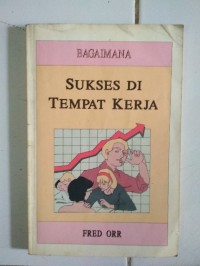 BAGAIMANA
SUKSES DI
TEMPAT KERJA
FRED ORR